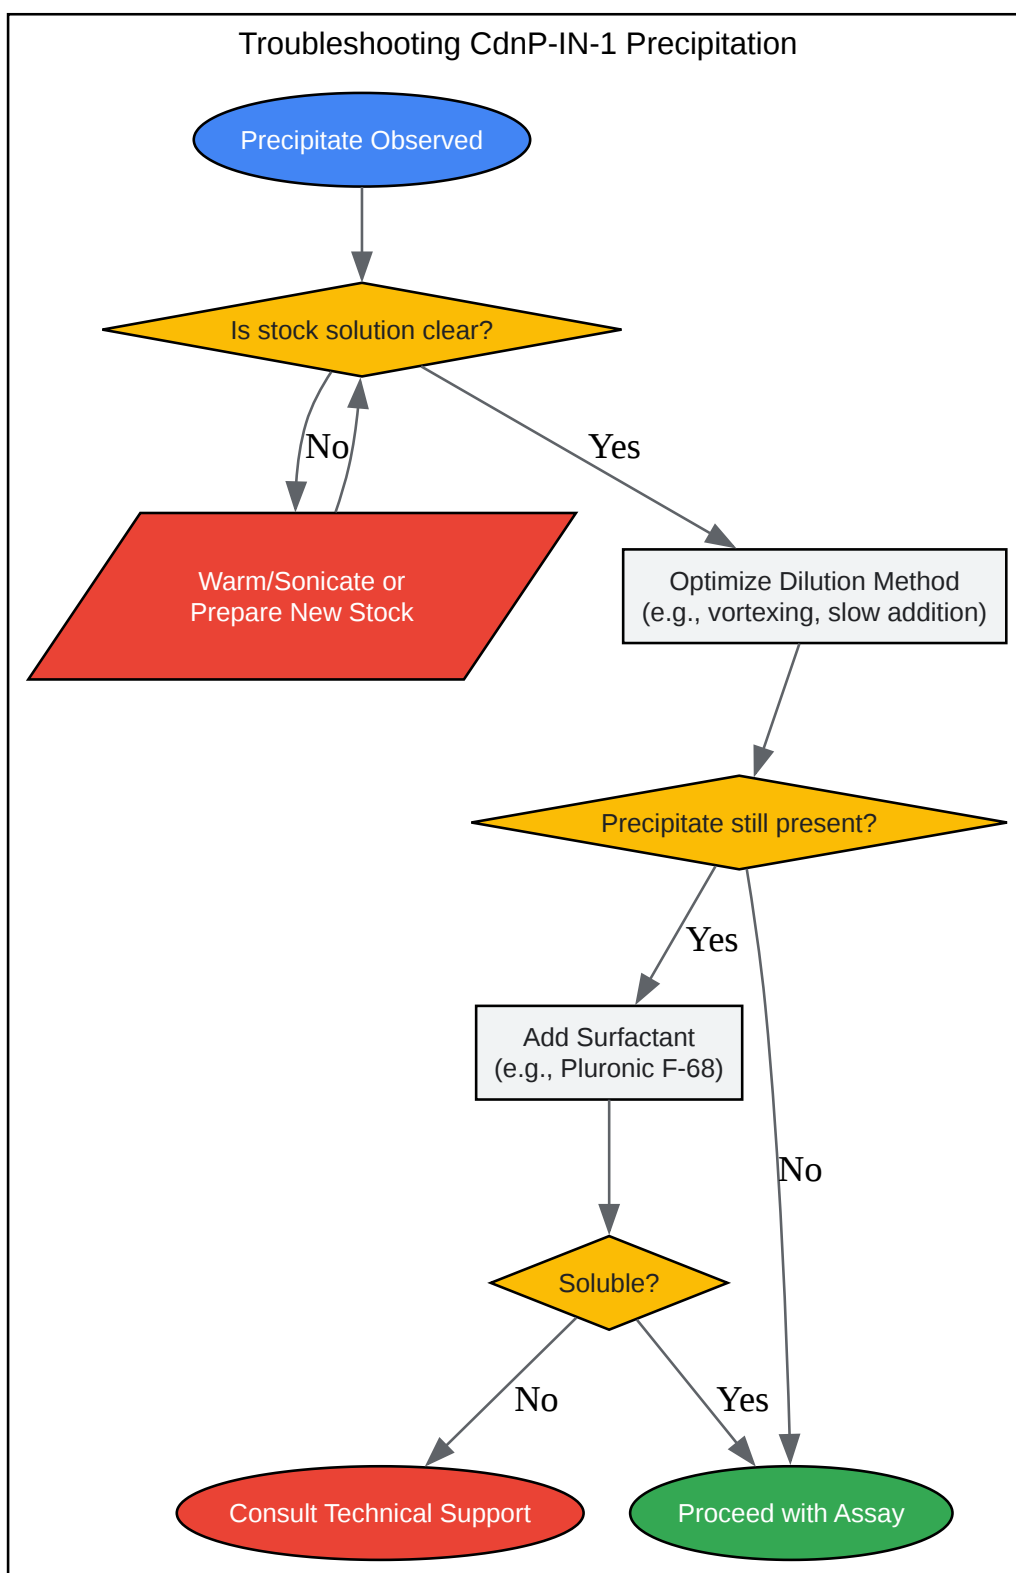 Troubleshooting CdnP-IN-1 Precipitation
Precipitate Observed
Is stock solution clear?
No
Yes
Warm/Sonicate or
Prepare New Stock
Optimize Dilution Method
(e.g., vortexing, slow addition)
Precipitate still present?
Yes
Add Surfactant
(e.g., Pluronic F-68)
No
Soluble?
No
Yes
Consult Technical Support
Proceed with Assay